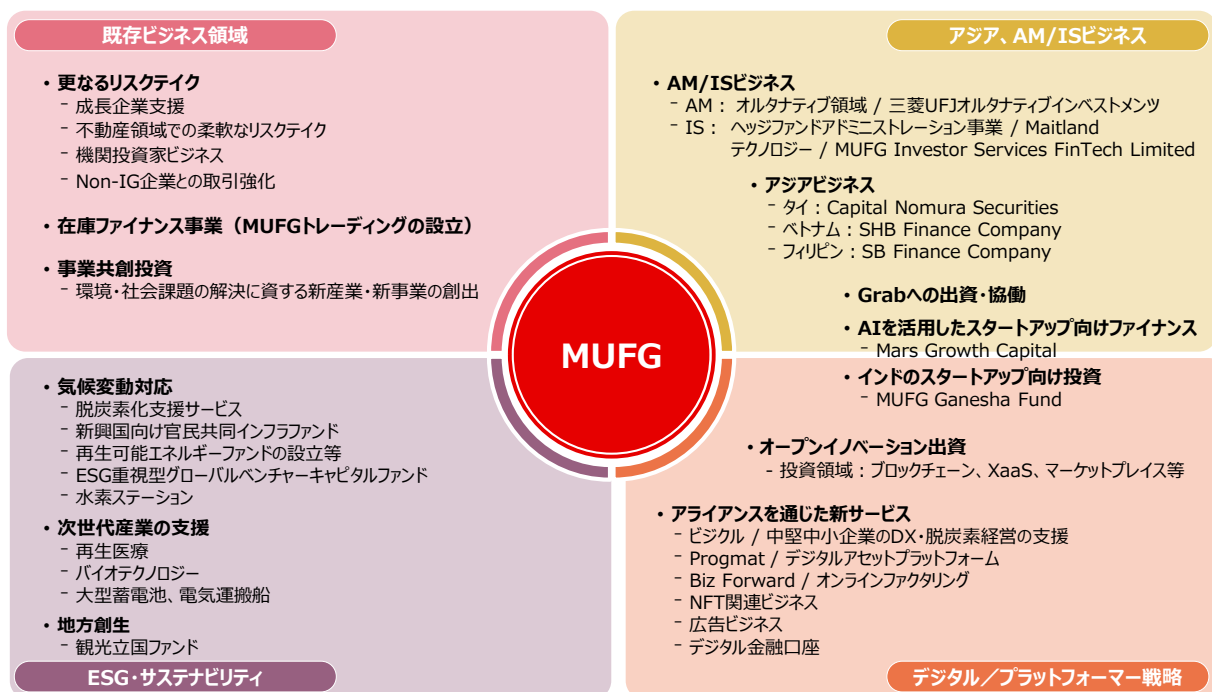 既存ビジネス領域
・更なるリスクテイク
- 成長企業支援
- 不動産領域での柔軟なリスクテイク
- 機関投資家ビジネス
- Non-IG企業との取引強化
・在庫ファイナンス事業（MUFGトレーディングの設立）
・事業共創投資
- 環境・社会課題の解決に資する新産業・新事業の創出
アジア、AM/ISビジネス
・AM/ISビジネス
- AM： オルタナティブ領域 / 三菱UFJオルタナティブインベストメンツ
- IS： ヘッジファンドアドミニストレーション事業 / Maitland
テクノロジー / MUFG Investor Services FinTech Limited
・アジアビジネス
- タイ：Capital Nomura Securities
- ベトナム：SHB Finance Company
- フィリピン：SB Finance Company
・Grabへの出資・協働
・AIを活用したスタートアップ向けファイナンス
- Mars Growth Capital
・インドのスタートアップ向け投資
- MUFG Ganesha Fund
MUFG
・気候変動対応
- 脱炭素化支援サービス
- 新興国向け官民共同インフラファンド
- 再生可能エネルギーファンドの設立等
- ESG重視型グローバルベンチャーキャピタルファンド
- 水素ステーション
・次世代産業の支援
- 再生医療
- バイオテクノロジー
- 大型蓄電池、電気運搬船
・地方創生
- 観光立国ファンド
ESG・サステナビリティ
・オープンイノベーション出資
- 投資領域：ブロックチェーン、XaaS、マーケットプレイス等
・アライアンスを通じた新サービス
- ビジクル / 中堅中小企業のDX・脱炭素経営の支援
- Progmat / デジタルアセットプラットフォーム
- Biz Forward / オンラインファクタリング
- NFT関連ビジネス
- 広告ビジネス
- デジタル金融口座
デジタル／プラットフォーマー戦略